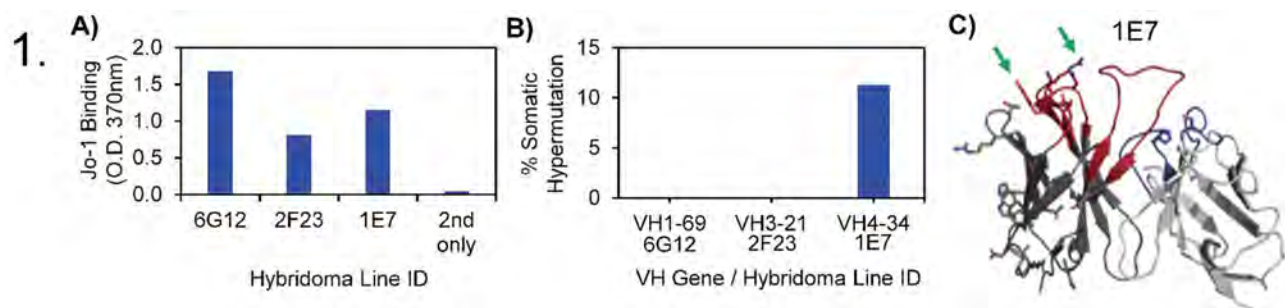 1.
A)
Jo-1 Binding
(O.D. 370nm)
2.0
1.5
1.0
0.5
0.0
6G12
2F23
1E7
2nd
only
Hybridoma Line ID
B)
% Somatic
Hypermutation
15
10
5
0
VH1-69
6G12
VH3-21
2F23
VH4-34
1E7
VH Gene / Hybridoma Line ID
C)
1E7